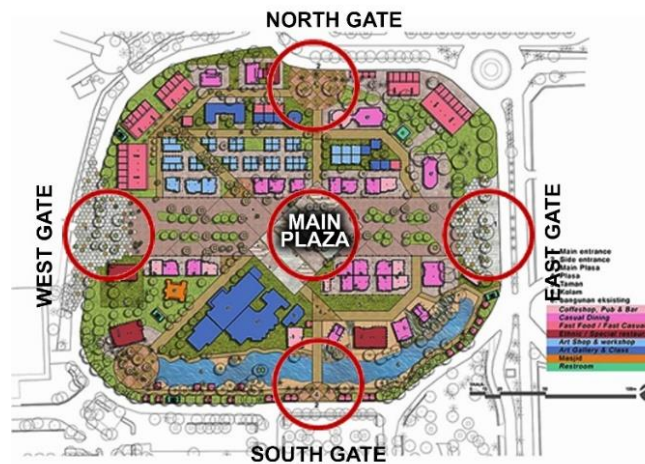 NORTH GATE
WEST GATE
MAIN
PLAZA
EAST GATE
Main entrance
Side entrance
Main Plasa
Plasa
Taman
Kolam
bangunan eksisting
Coffeshop, Pub & Bar
Casual Dining
Fast Food / Fast Casual
Ethnic / Special restaur
Art Shop & workshop
Art Gallery & Class
Masjid
Restroom
SOUTH GATE